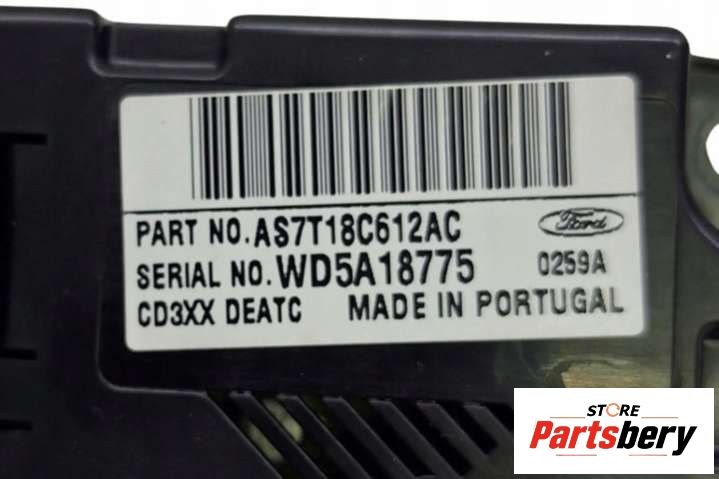 PART NO. AS7T18C612AC
Ford
SERIAL NO. WD5A18775
0259A
CD3XX DEATC MADE IN PORTUGAL
STORE
Partsbery